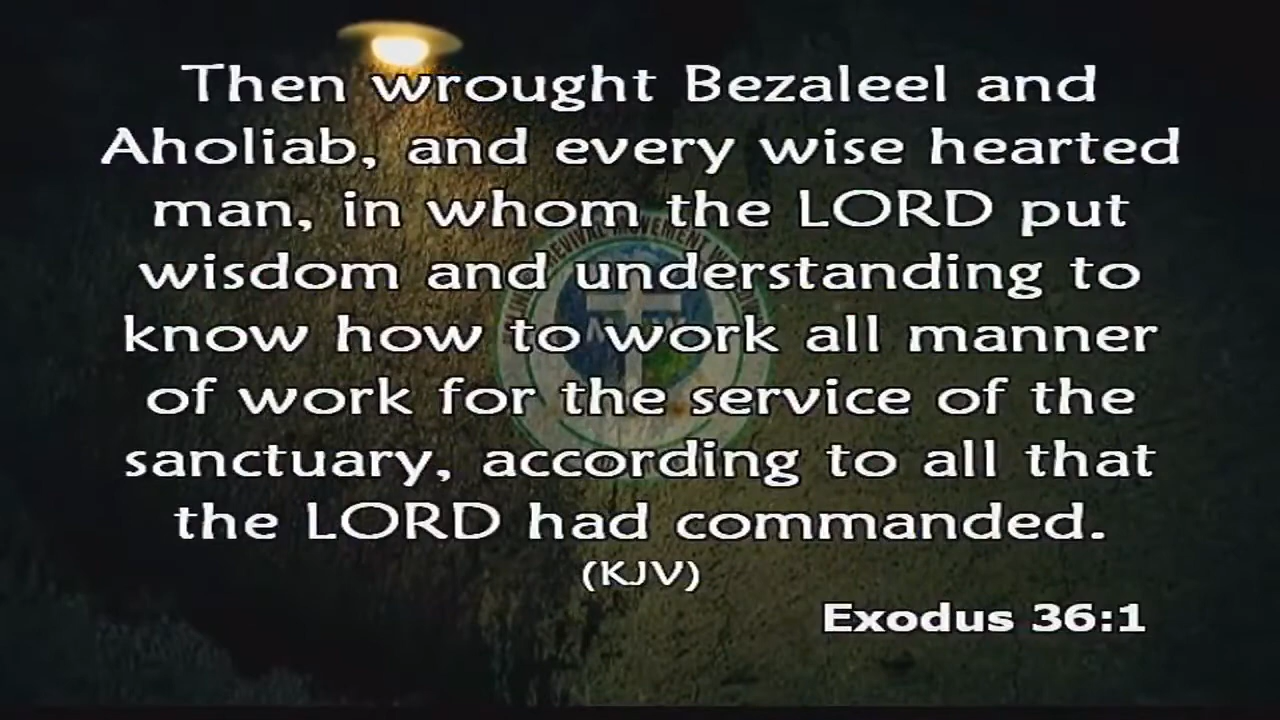 Then wrought Bezaleel and
Aholiab, and every wise hearted
man, in whom the LORD put
wisdom and understanding to
know how to work all manner
of work for the service of the
sanctuary, according to all that
the LORD had commanded.
(KJV)
Exodus 36:1
REVIVAL MOVEMENT